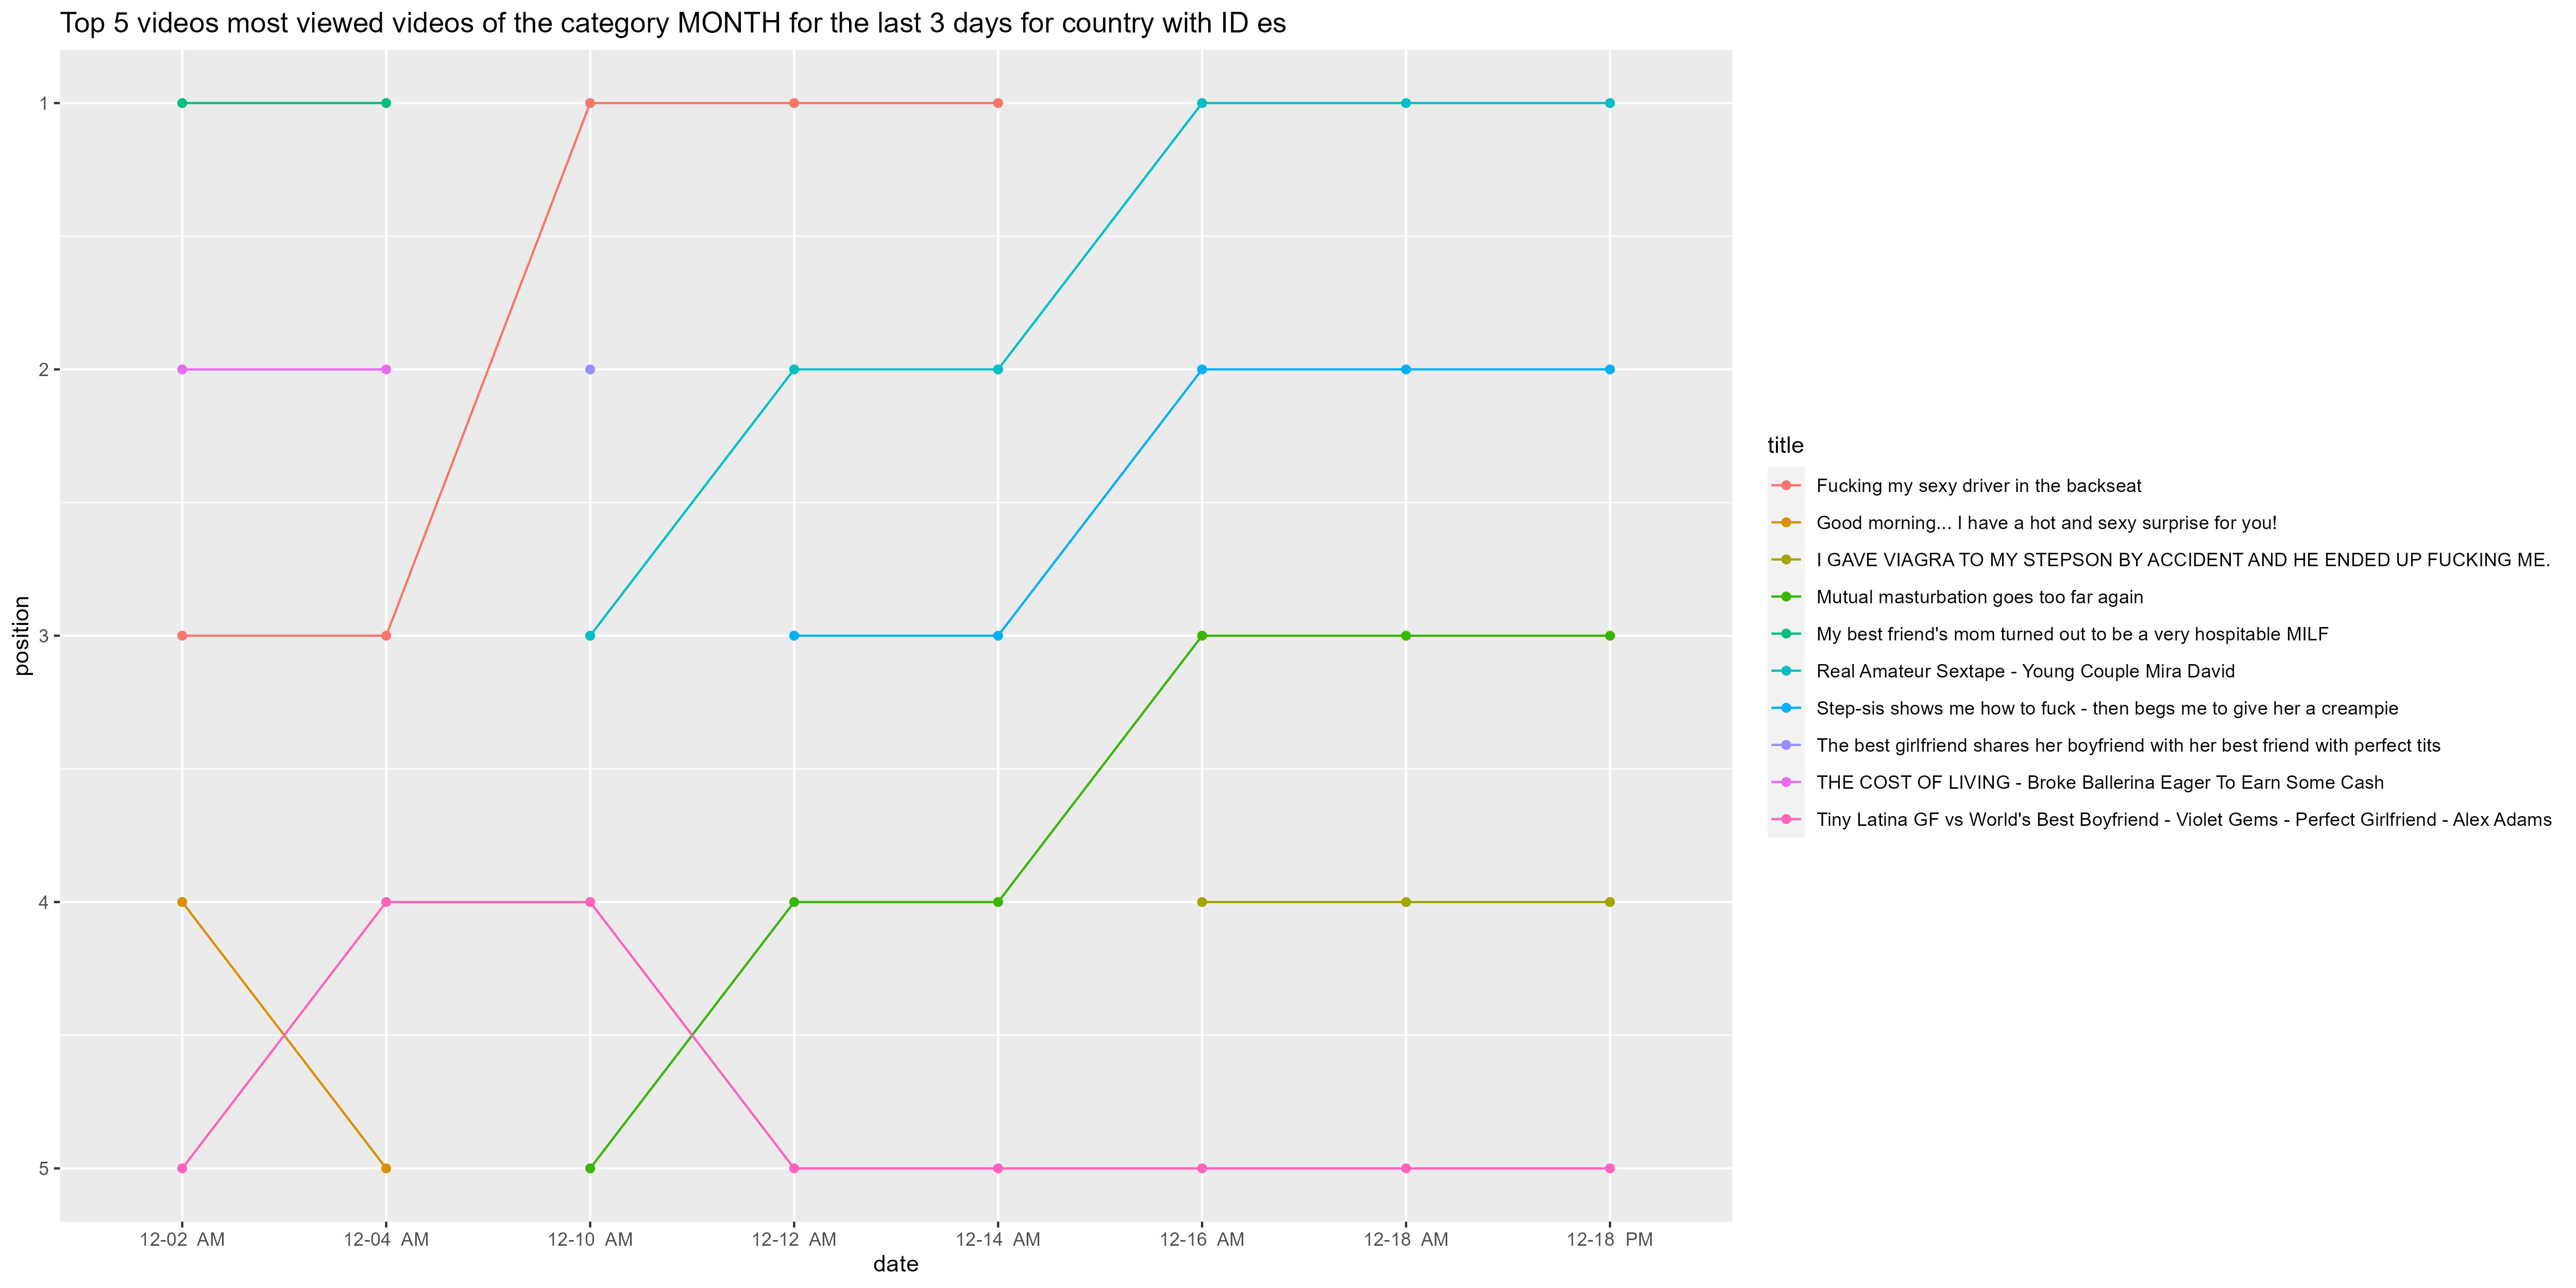 Top 5 videos most viewed videos of the category MONTH for the last 3 days for country with ID es
position
1
2
3
4
5
12-02 AM
12-04 AM
12-10 AM
12-12 AM
12-14 AM
12-16 AM
12-18 AM
12-18 PM
date
title
Fucking my sexy driver in the backseat
Good morning... I have a hot and sexy surprise for you!
I GAVE VIAGRA TO MY STEPSON BY ACCIDENT AND HE ENDED UP FUCKING ME.
Mutual masturbation goes too far again
My best friend's mom turned out to be a very hospitable MILF
Real Amateur Sextape - Young Couple Mira David
Step-sis shows me how to fuck - then begs me to give her a creampie
The best girlfriend shares her boyfriend with her best friend with perfect tits
THE COST OF LIVING - Broke Ballerina Eager To Earn Some Cash
Tiny Latina GF vs World's Best Boyfriend - Violet Gems - Perfect Girlfriend - Alex Adams